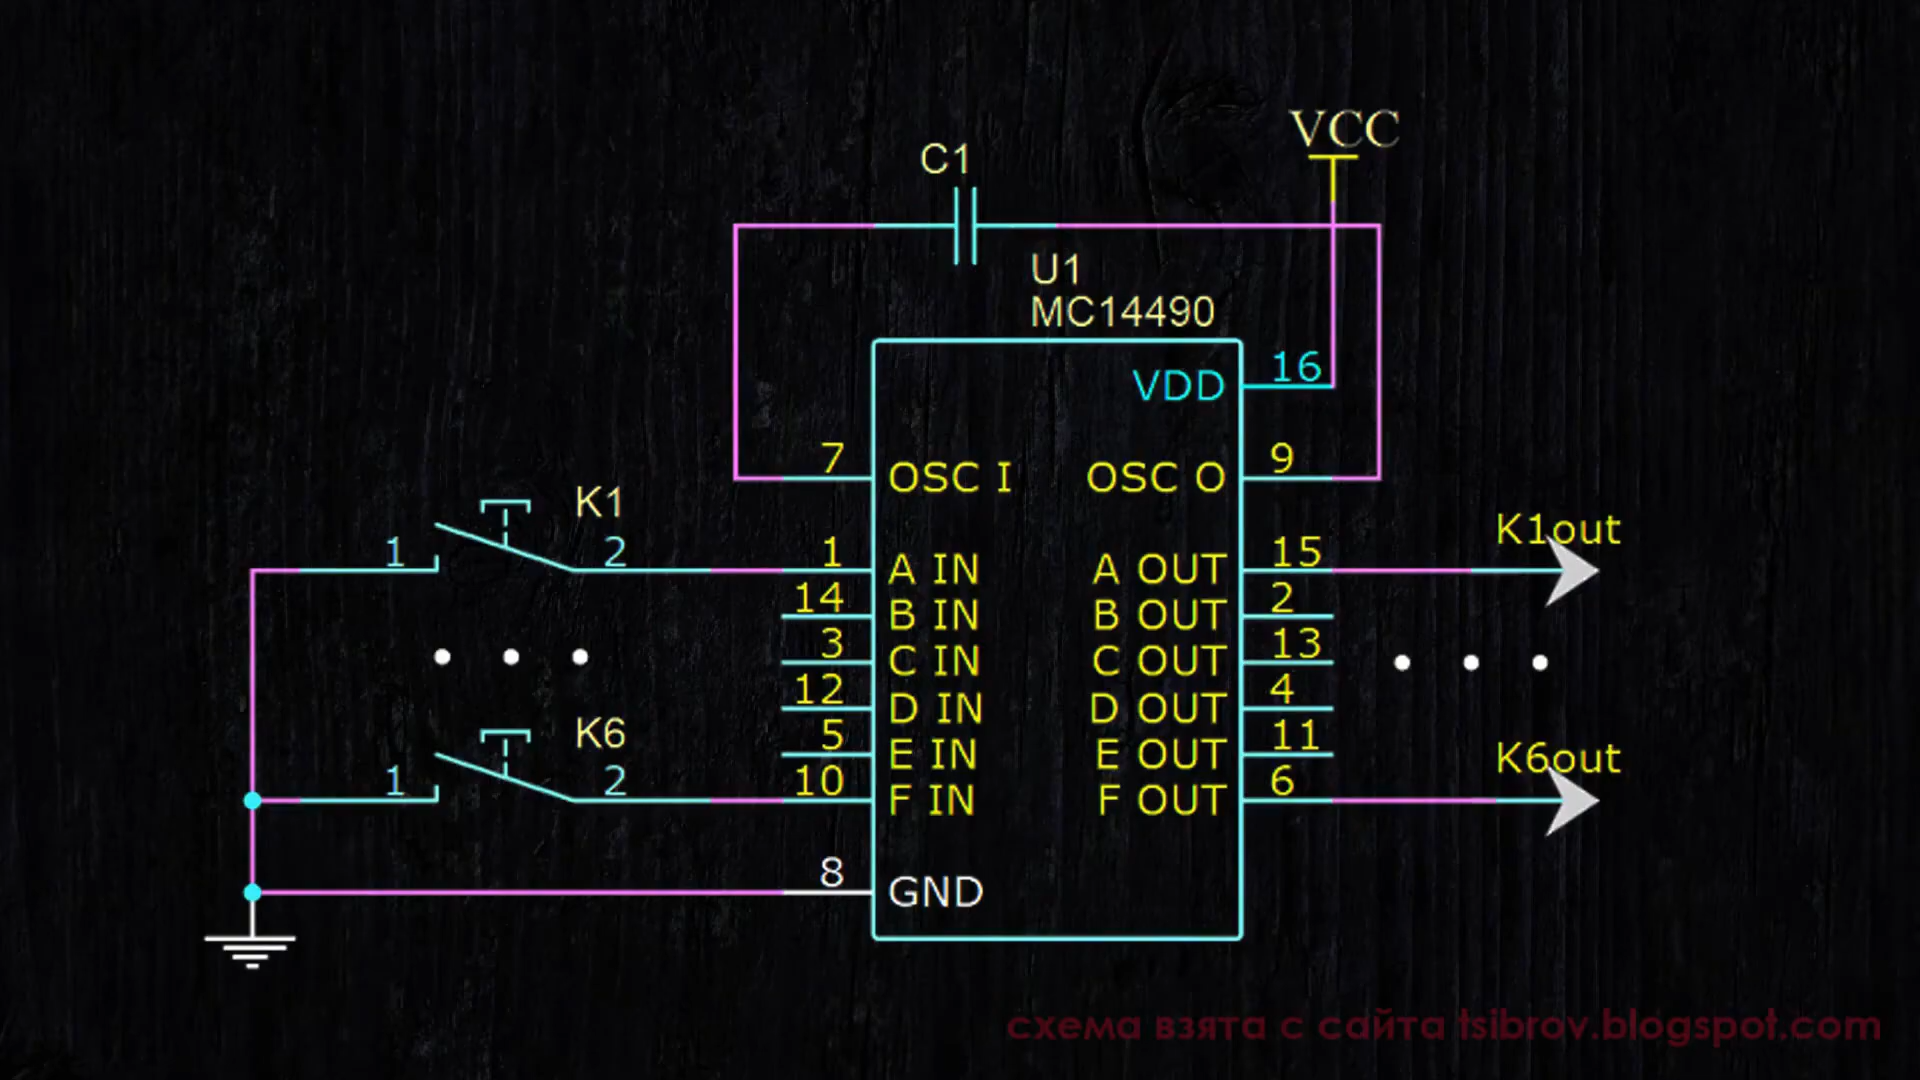 VCC
C1
U1
MC14490
VDD 16
7 OSC I OSC O 9
K1
K1out
1 2 1 A IN A OUT 15
14 B IN B OUT 2
3 C IN C OUT 13
12 D IN D OUT 4
K6
5 E IN E OUT 11
K6out
1 2 10 F IN F OUT 6
8 GND
схема взята с сайта tsibrov.blogspot.com